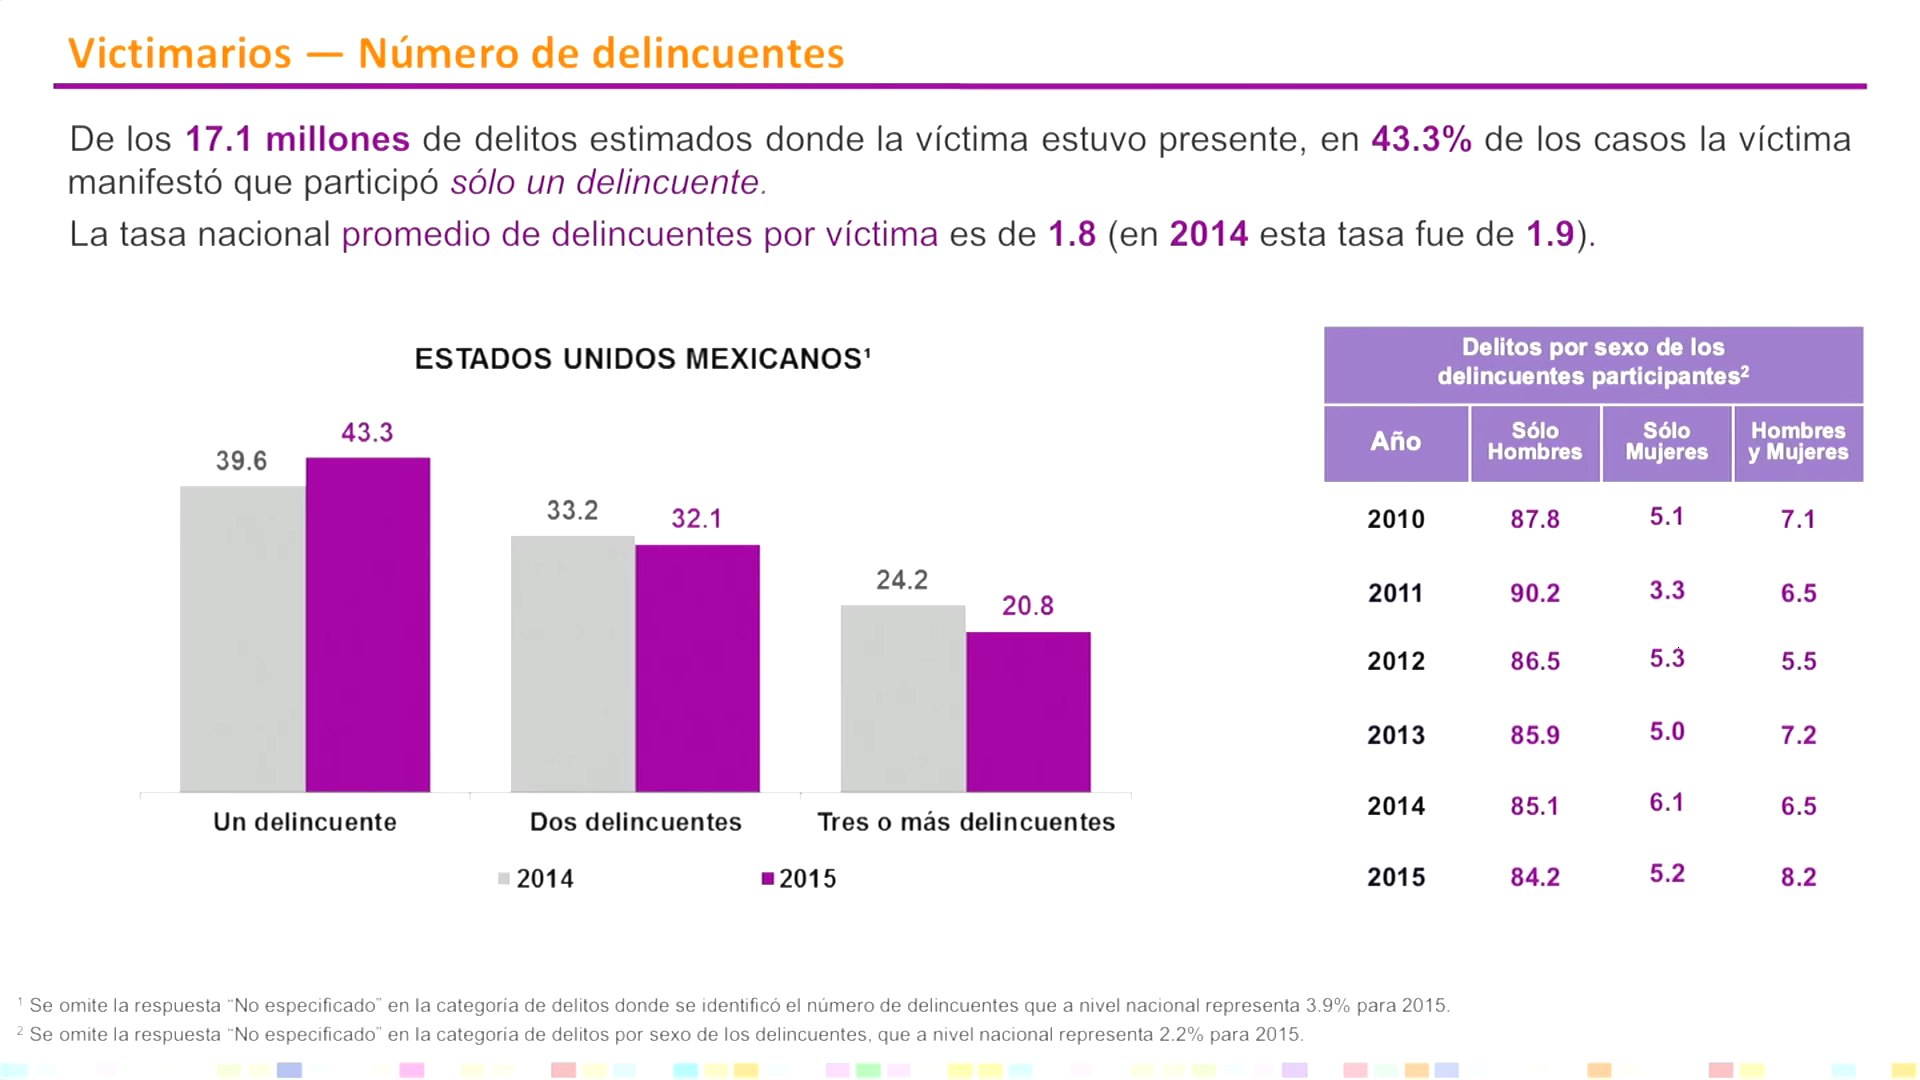 Victimarios — Número de delincuentes
De los 17.1 millones de delitos estimados donde la víctima estuvo presente, en 43.3% de los casos la víctima
manifestó que participó sólo un delincuente.
La tasa nacional promedio de delincuentes por víctima es de 1.8 (en 2014 esta tasa fue de 1.9).
ESTADOS UNIDOS MEXICANOS¹
39.6
43.3
33.2
32.1
24.2
20.8
Un delincuente
Dos delincuentes
Tres o más delincuentes
2014
2015
Delitos por sexo de los
delincuentes participantes²
Año
Sólo
Hombres
Sólo
Mujeres
Hombres
y Mujeres
2010 87.8 5.1 7.1
2011 90.2 3.3 6.5
2012 86.5 5.3 5.5
2013 85.9 5.0 7.2
2014 85.1 6.1 6.5
2015 84.2 5.2 8.2
¹ Se omite la respuesta “No especificado” en la categoría de delitos donde se identificó el número de delincuentes que a nivel nacional representa 3.9% para 2015.
² Se omite la respuesta “No especificado” en la categoría de delitos por sexo de los delincuentes, que a nivel nacional representa 2.2% para 2015.